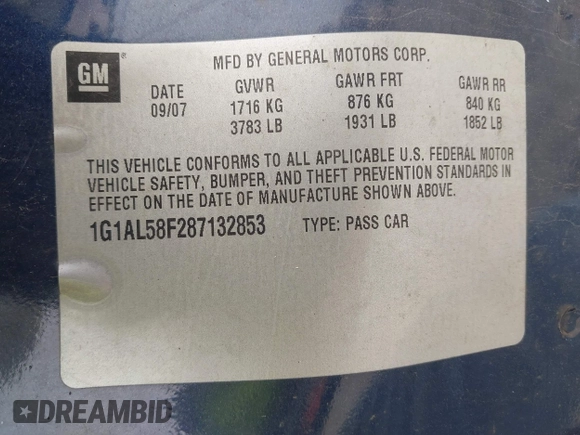 GM
MFD BY GENERAL MOTORS CORP.
DATE GVWR GAWR FRT GAWR RR
09/07 1716 KG 876 KG 840 KG
3783 LB 1931 LB 1852 LB
THIS VEHICLE CONFORMS TO ALL APPLICABLE U.S. FEDERAL MOTOR
VEHICLE SAFETY, BUMPER, AND THEFT PREVENTION STANDARDS IN
EFFECT ON THE DATE OF MANUFACTURE SHOWN ABOVE.
1G1AL58F287132853 TYPE: PASS CAR
DREAMBID